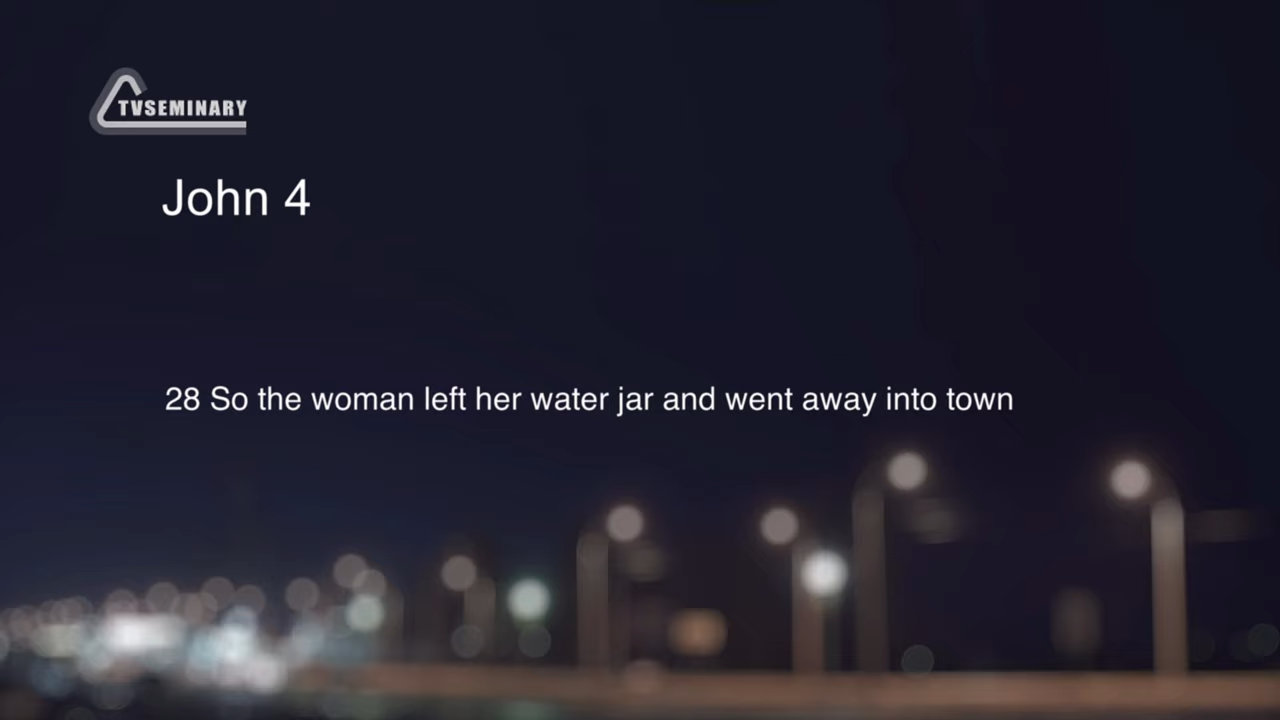 TVSEMINARY
John 4
28 So the woman left her water jar and went away into town